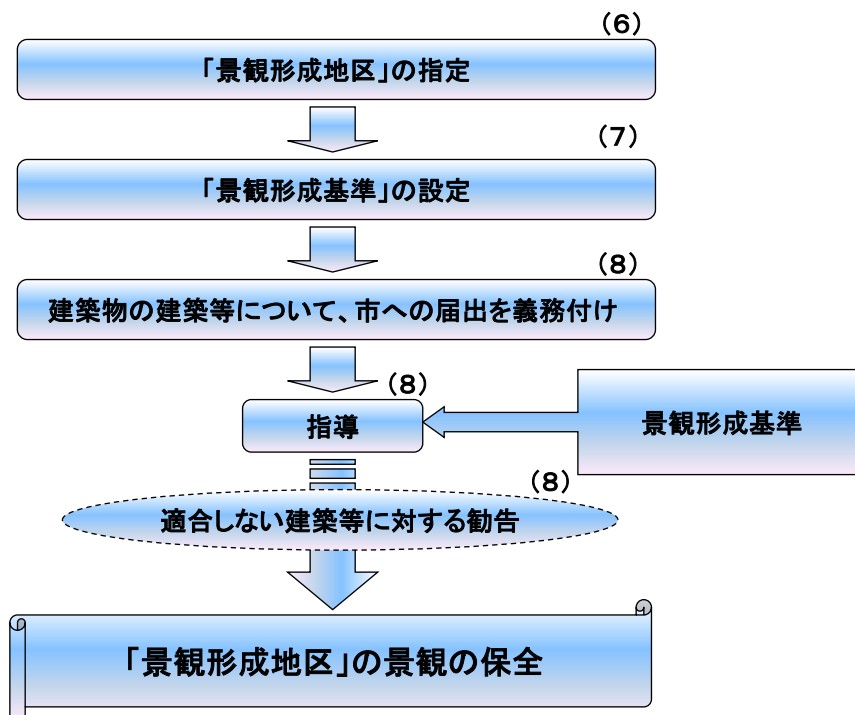 (6)
「景観形成地区」の指定
(7)
「景観形成基準」の設定
(8)
建築物の建築等について、市への届出を義務付け
(8)
指導
景観形成基準
(8)
適合しない建築等に対する勧告
「景観形成地区」の景観の保全